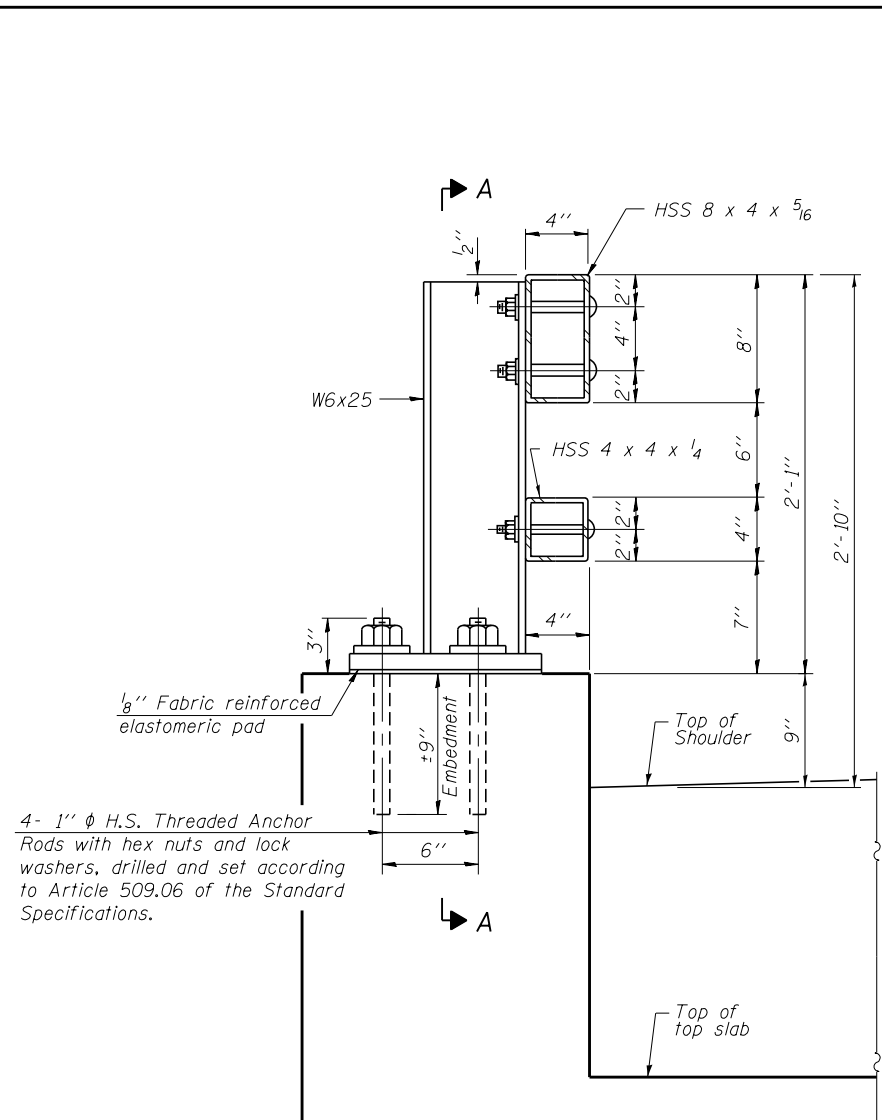 A
4"
HSS 8 x 4 x 5/16
1/2"
2"
4"
2"
8"
W6x25
6"
HSS 4 x 4 x 1/4
2'-1"
2'-10"
2"
2"
4"
3"
4"
7"
1/8" Fabric reinforced
elastomeric pad
±9"
Embedment
Top of
Shoulder
9"
4- 1" ϕ H.S. Threaded Anchor
Rods with hex nuts and lock
washers, drilled and set according
to Article 509.06 of the Standard
Specifications.
6"
A
Top of
top slab